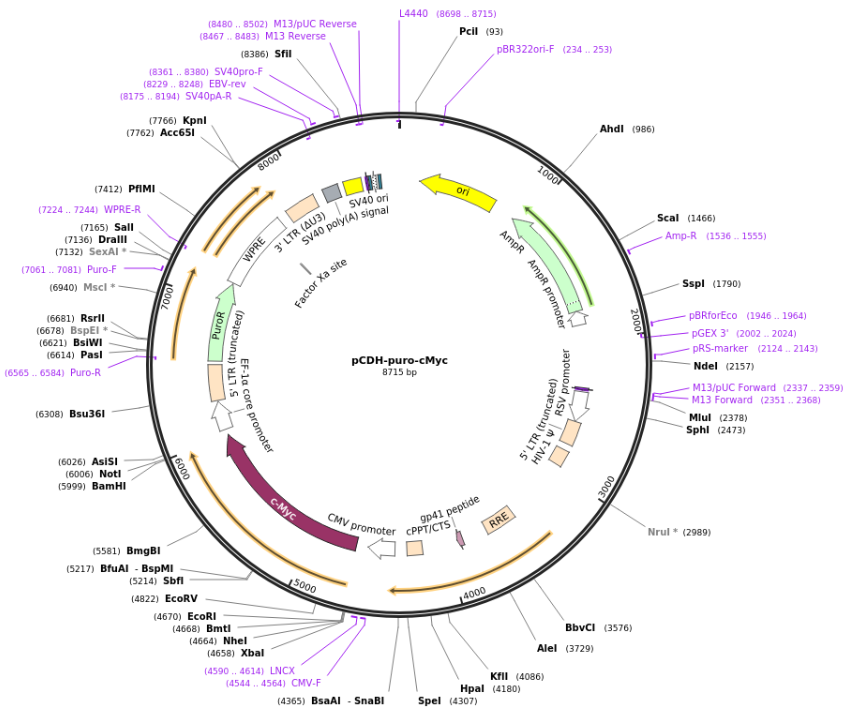 L4440 (8698 .. 8715)
(8480 .. 8502) M13/pUC Reverse
(8467 .. 8483) M13 Reverse
PciI (93)
pBR322ori-F (234 .. 253)
(8386) SfiI
(8361 .. 8380) SV40pro-F
(8229 .. 8248) EBV-rev
(8175 .. 8194) SV40pA-R
(7766) KpnI
(7762) Acc65I
AhdI (986)
8000
1000
(7412) PflMI
(7224 .. 7244) WPRE-R
(7165) SalI
(7136) DraIII
(7132) SexAI *
(7061 .. 7081) Puro-F
(6940) MscI *
ori
SV40 ori
SV40 poly(A) signal
3' LTR (ΔU3)
WPRE
Factor Xa site
AmpR
AmpR promoter
ScaI (1466)
Amp-R (1536 .. 1555)
SspI (1790)
7000
2000
(6681) RsrII
(6678) BspEI *
(6621) BsiWI
(6614) PasI
(6565 .. 6584) Puro-R
PuroR
5' LTR (truncated)
EF-1α core promoter
pCDH-puro-cMyc
8715 bp
pBRforEco (1946 .. 1964)
pGEX 3' (2002 .. 2024)
pRS-marker (2124 .. 2143)
NdeI (2157)
M13/pUC Forward (2337 .. 2359)
M13 Forward (2351 .. 2368)
MluI (2378)
SphI (2473)
RSV promoter
5' LTR (truncated)
HIV-1 Ψ
(6308) Bsu36I
(6026) AsiSI
(6006) NotI
(5999) BamHI
6000
3000
c-Myc
CMV promoter
cPPT/CTS
gp41 peptide
RRE
NruI * (2989)
(5581) BmgBI
(5217) BfuAI - BspMI
(5214) SbfI
(4822) EcoRV
(4670) EcoRI
(4668) BmtI
(4664) NheI
(4658) XbaI
5000
4000
(4590 .. 4614) LNCX
(4544 .. 4564) CMV-F
(4365) BsaAI - SnaBI
SpeI (4307)
HpaI (4180)
KflI (4086)
AleI (3729)
BbvCI (3576)